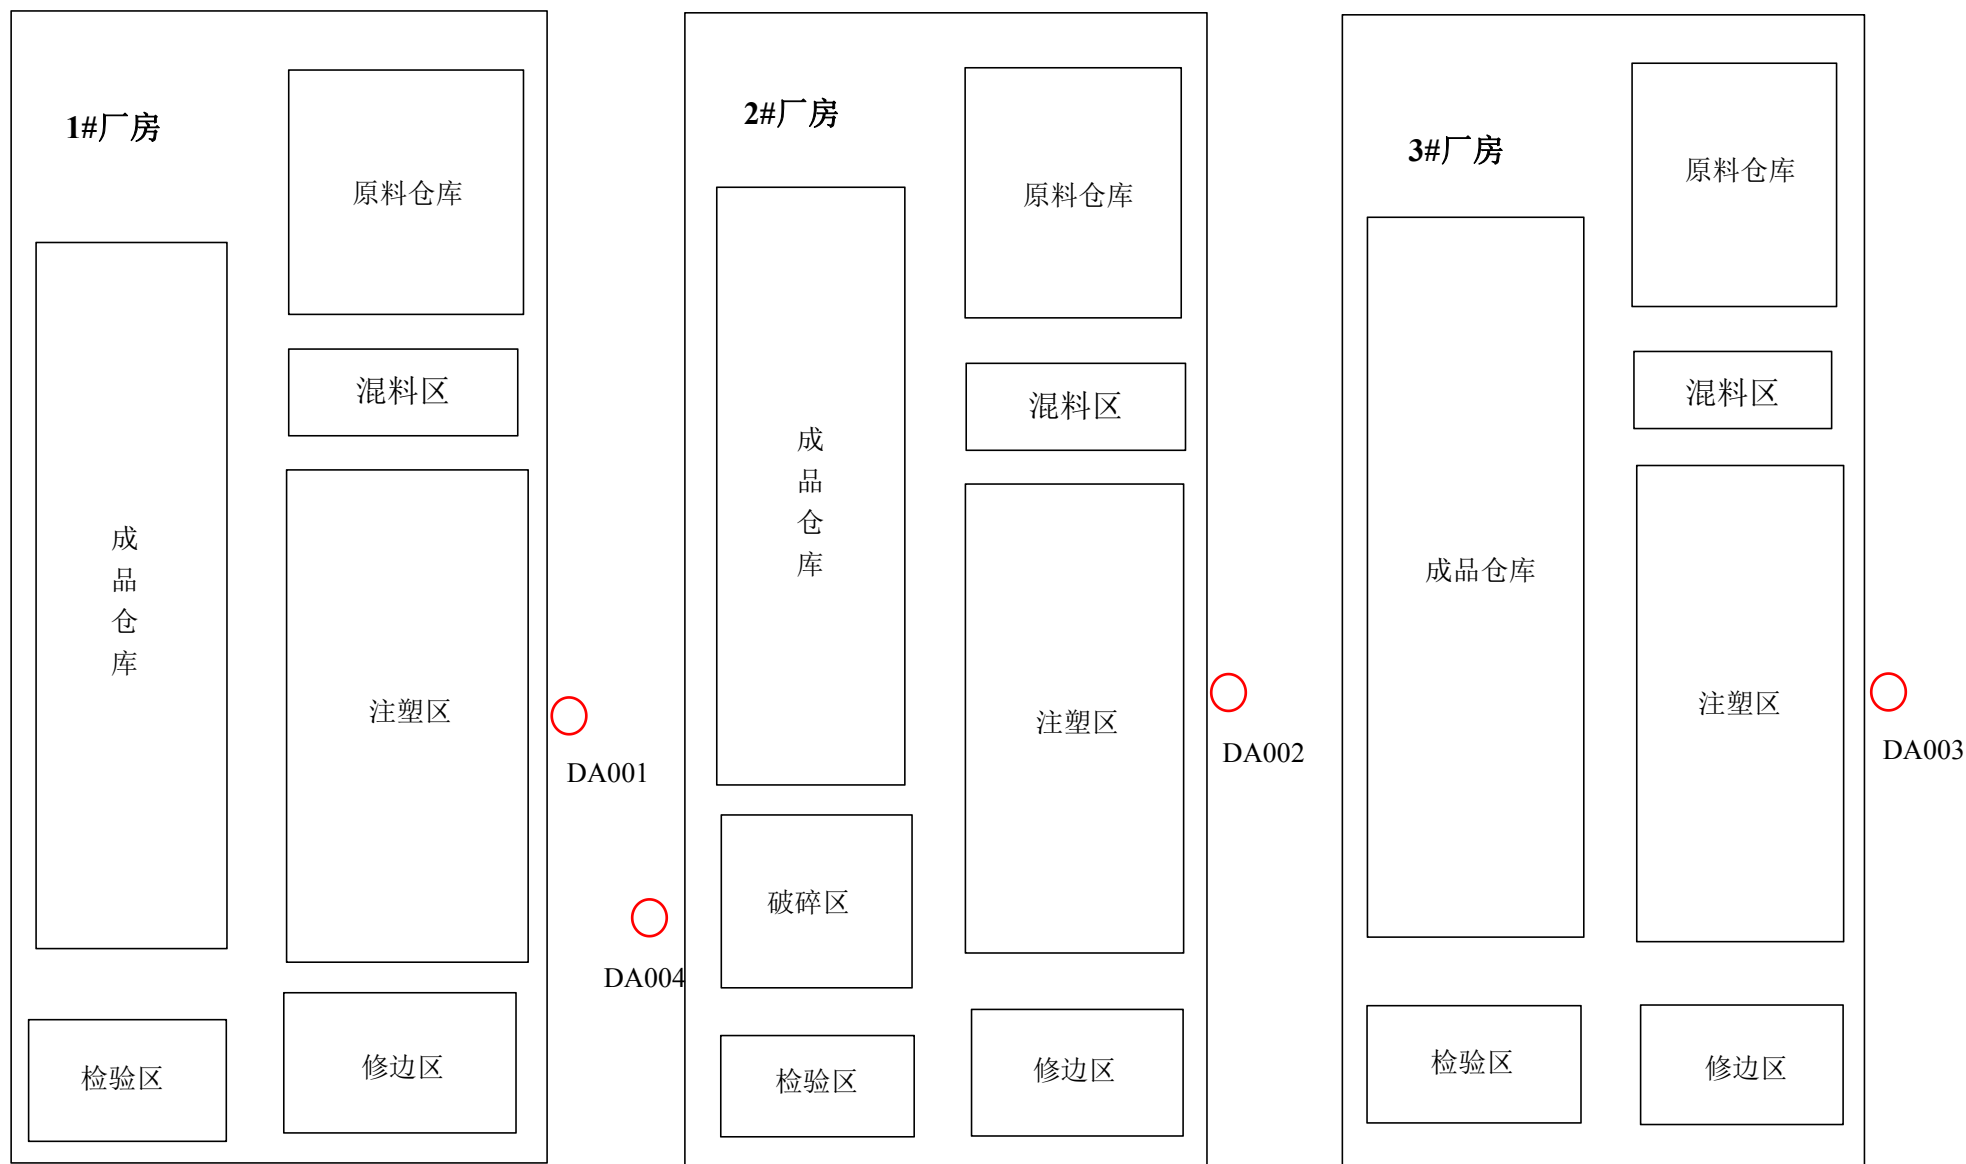 1#厂房
原料仓库
混料区
成
品
仓
库
注塑区
DA001
检验区
修边区
2#厂房
原料仓库
混料区
成
品
仓
库
注塑区
DA002
破碎区
DA004
检验区
修边区
3#厂房
原料仓库
混料区
成品仓库
注塑区
DA003
检验区
修边区